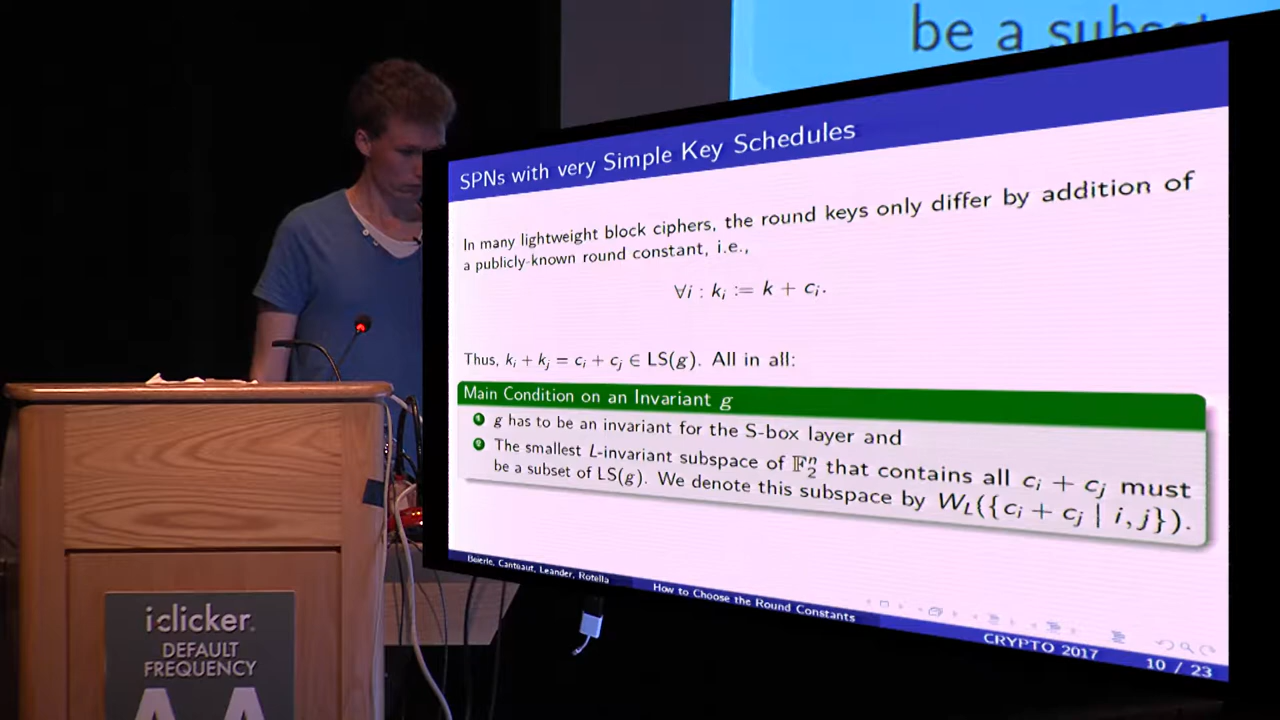 be a subset
SPNs with very Simple Key Schedules
In many lightweight block ciphers, the round keys only differ by addition of
a publicly-known round constant, i.e.,
∀i : kᵢ := k + cᵢ.
Thus, kᵢ + kⱼ = cᵢ + cⱼ ∈ LS(g). All in all:
Main Condition on an Invariant g
1 g has to be an invariant for the S-box layer and
2 The smallest L-invariant subspace of 𝔽₂ⁿ that contains all cᵢ + cⱼ must
be a subset of LS(g). We denote this subspace by W_L({cᵢ + cⱼ | i, j}).
Beierle, Canteaut, Leander, Rotella
How to Choose the Round Constants
CRYPTO 2017
10 / 23
iclicker.
DEFAULT
FREQUENCY
AA